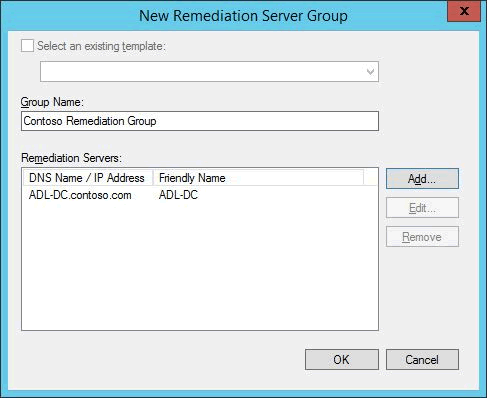 New Remediation Server Group
x
Select an existing template:
Group Name:
Contoso Remediation Group
Remediation Servers:
DNS Name / IP Address Friendly Name
ADL-DC.contoso.com ADL-DC
Add...
Edit...
Remove
OK Cancel